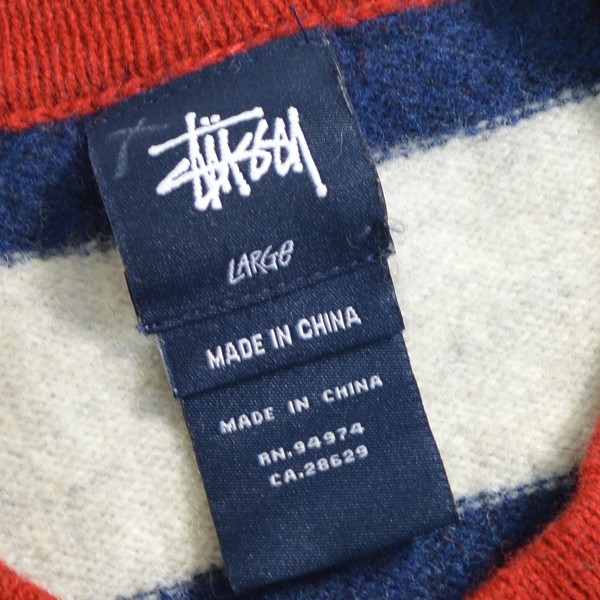 Stüssy
LARGe
MADE IN CHINA
MADE IN CHINA
RN.94974
CA.28629